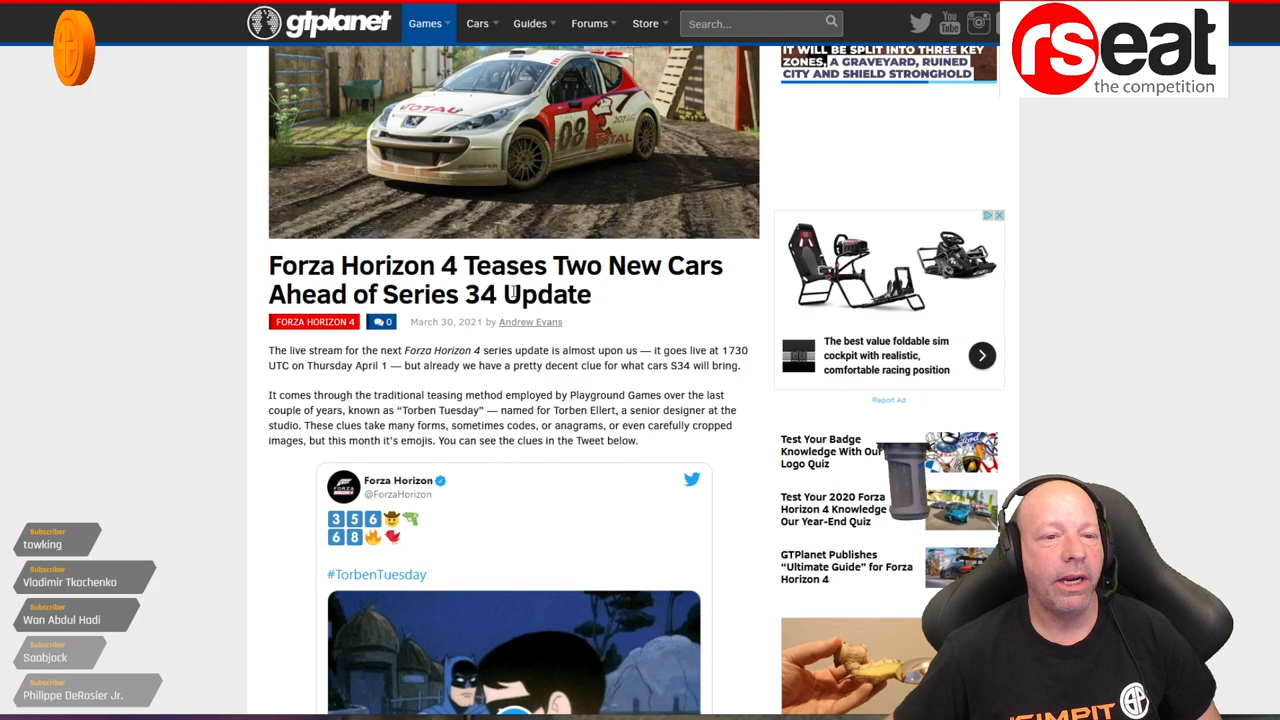 gtplanet
Games Cars Guides Forums Store Search...
You
Tube
rseat
the competition
IT WILL BE SPLIT INTO THREE KEY
ZONES, A GRAVEYARD, RUINED
CITY AND SHIELD STRONGHOLD
TOTAL
08
TOTAL
207
Forza Horizon 4 Teases Two New Cars
Ahead of Series 34 Update
FORZA HORIZON 4 0 March 30, 2021 by Andrew Evans
The live stream for the next Forza Horizon 4 series update is almost upon us — it goes live at 1730
UTC on Thursday April 1 — but already we have a pretty decent clue for what cars S34 will bring.
It comes through the traditional teasing method employed by Playground Games over the last
couple of years, known as “Torben Tuesday” — named for Torben Ellert, a senior designer at the
studio. These clues take many forms, sometimes codes, or anagrams, or even carefully cropped
images, but this month it’s emojis. You can see the clues in the Tweet below.
Forza Horizon
@ForzaHorizon
356🤠🔫
68🔥🐦
#TorbenTuesday
The best value foldable sim
cockpit with realistic,
comfortable racing position
Report Ad
Test Your Badge
Knowledge With Our
Logo Quiz
Test Your 2020 Forza
Horizon 4 Knowledge
Our Year-End Quiz
GTPlanet Publishes
“Ultimate Guide” for Forza
Horizon 4
Subscriber
towking
Subscriber
Vladimir Tkachenko
Subscriber
Wan Abdul Hadi
Subscriber
Saabjock
Subscriber
Philippe DeRosier Jr.
SIMPIT